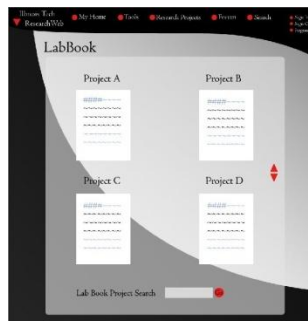 Illinois Tech
ResearchWeb
My Home
Tools
Research Projects
Forum
Search
LabBook
Project A
Project B
Project C
Project D
Lab Book Project Search
Go